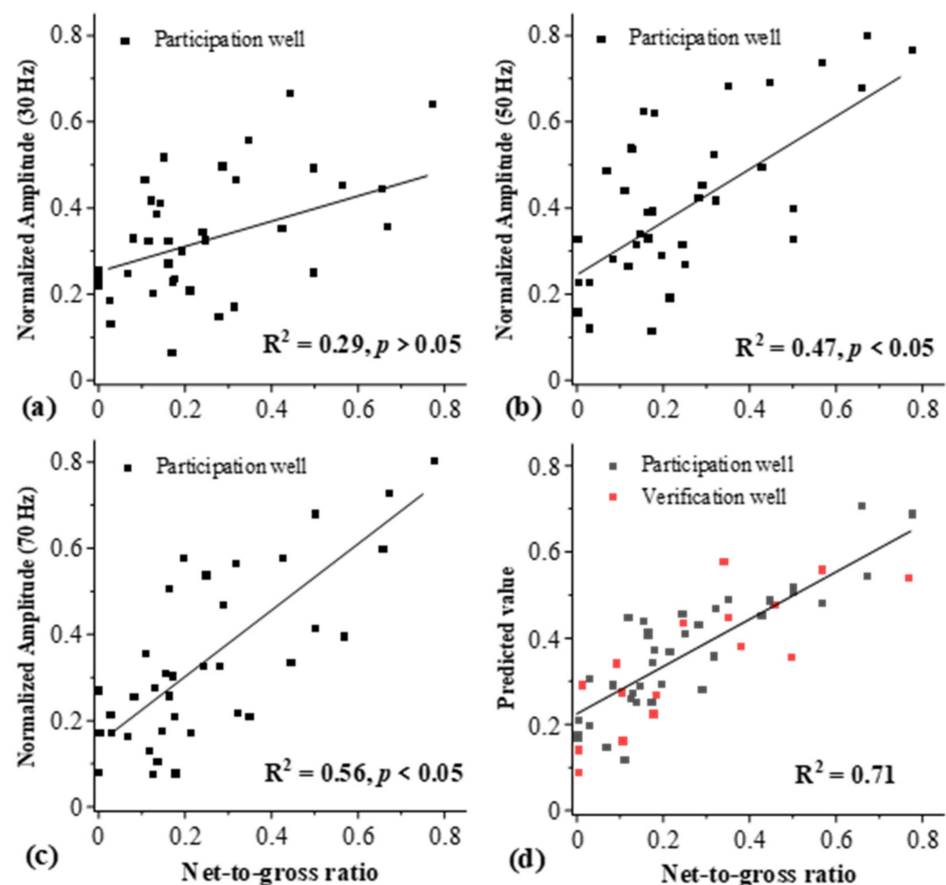 Participation well
Normalized Amplitude (30 Hz)
0.8
0.6
0.4
0.2
0
R² = 0.29, p > 0.05
(a)
0 0.2 0.4 0.6 0.8
Participation well
Normalized Amplitude (50 Hz)
0.8
0.6
0.4
0.2
0
R² = 0.47, p < 0.05
(b)
0 0.2 0.4 0.6 0.8
Participation well
Normalized Amplitude (70 Hz)
0.8
0.6
0.4
0.2
0
R² = 0.56, p < 0.05
(c)
0 0.2 0.4 0.6 0.8
Net-to-gross ratio
Participation well
Verification well
Predicted value
0.8
0.6
0.4
0.2
0
R² = 0.71
(d)
0 0.2 0.4 0.6 0.8
Net-to-gross ratio